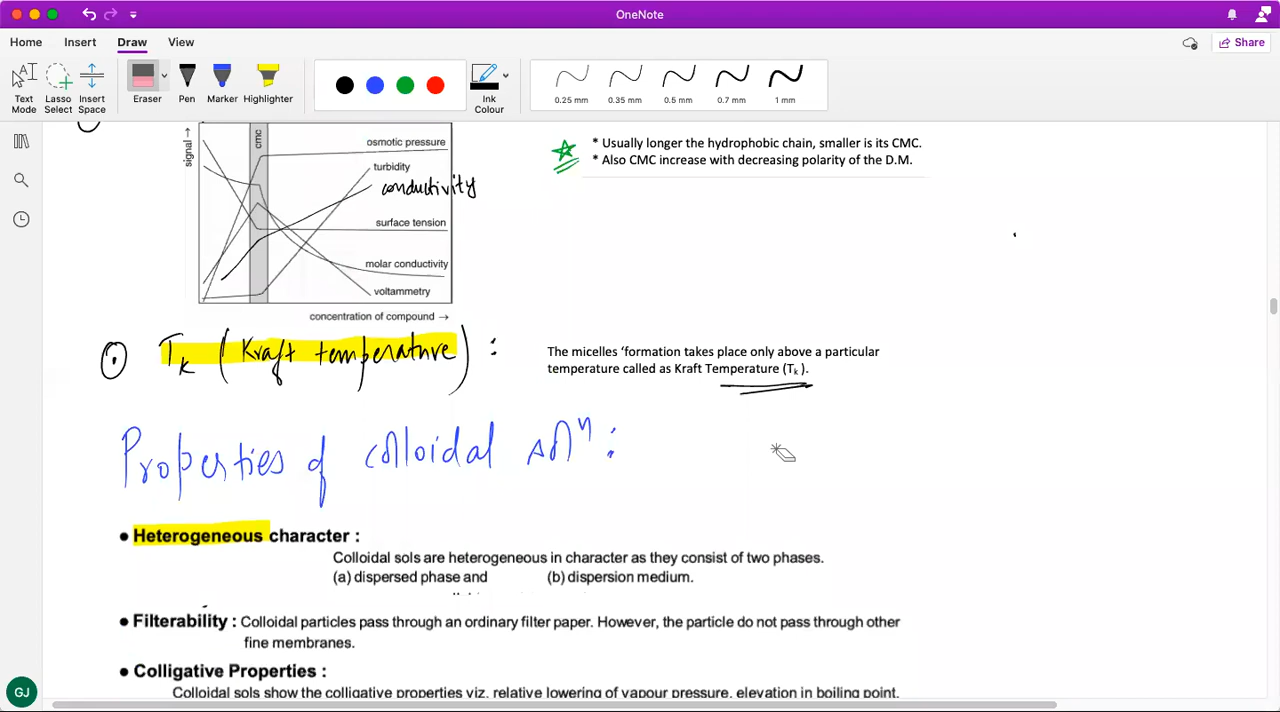 OneNote
Home Insert Draw View
Share
Text Mode
Lasso Select
Insert Space
Eraser
Pen
Marker
Highlighter
Ink Colour
0.25 mm 0.35 mm 0.5 mm 0.7 mm 1 mm
signal →
cmc
osmotic pressure
turbidity
conductivity
surface tension
molar conductivity
voltammetry
concentration of compound →
* Usually longer the hydrophobic chain, smaller is its CMC.
* Also CMC increase with decreasing polarity of the D.M.
Tk (Kraft temperature) :
The micelles ‘formation takes place only above a particular
temperature called as Kraft Temperature (Tk ).
Properties of colloidal solⁿ :
● Heterogeneous character :
Colloidal sols are heterogeneous in character as they consist of two phases.
(a) dispersed phase and (b) dispersion medium.
● Filterability : Colloidal particles pass through an ordinary filter paper. However, the particle do not pass through other
fine membranes.
● Colligative Properties :
Colloidal sols show the colligative properties viz. relative lowering of vapour pressure, elevation in boiling point,
GJ